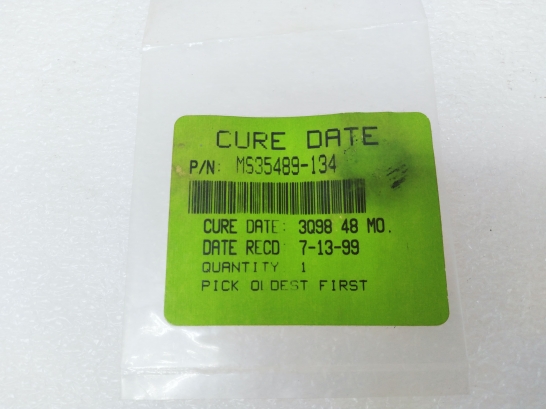 CURE DATE
P/N: MS35489-134
CURE DATE: 3Q98 48 MO.
DATE RECD 7-13-99
QUANTITY 1
PICK OLDEST FIRST